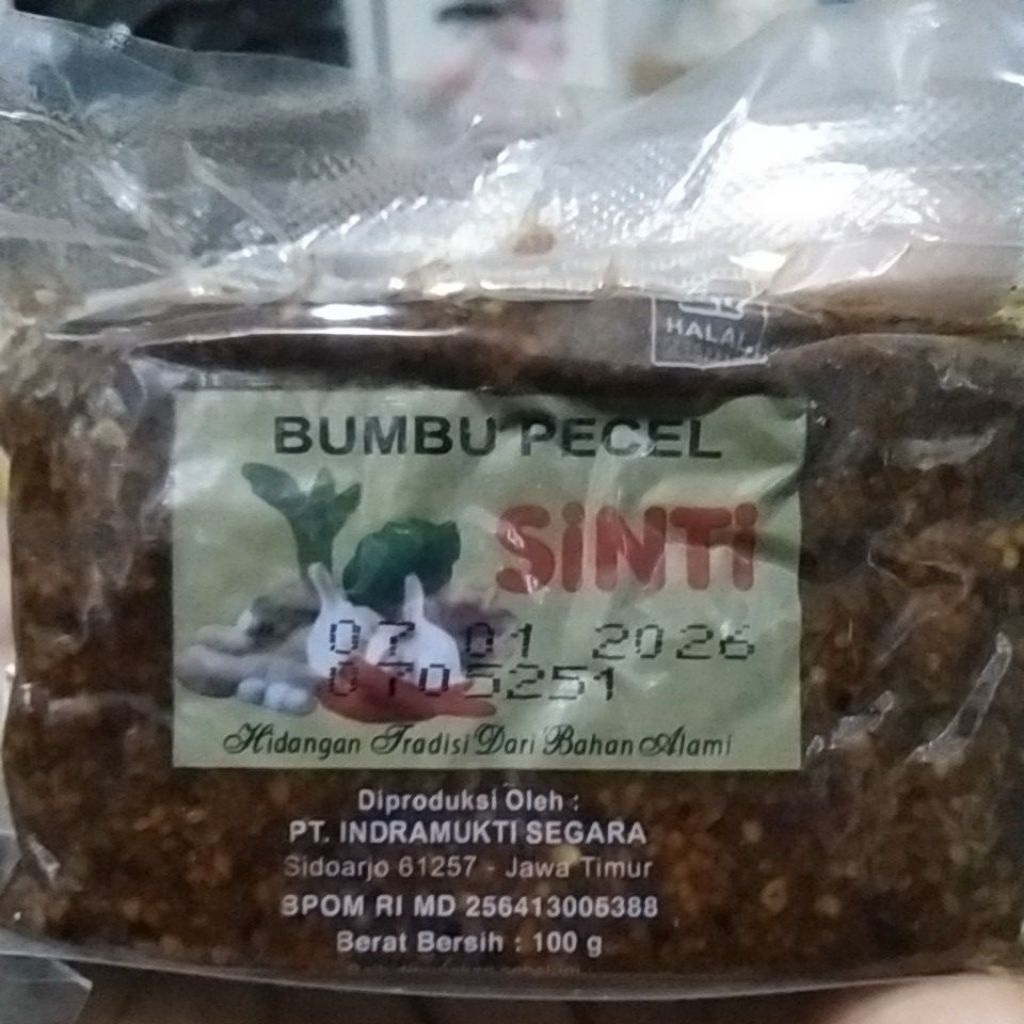 HALAL
BUMBU PECEL
SiNTi
07 01 2026
0705251
Hidangan Tradisi Dari Bahan Alami
Diproduksi Oleh :
PT. INDRAMUKTI SEGARA
Sidoarjo 61257 - Jawa Timur
BPOM RI MD 256413005388
Berat Bersih : 100 g